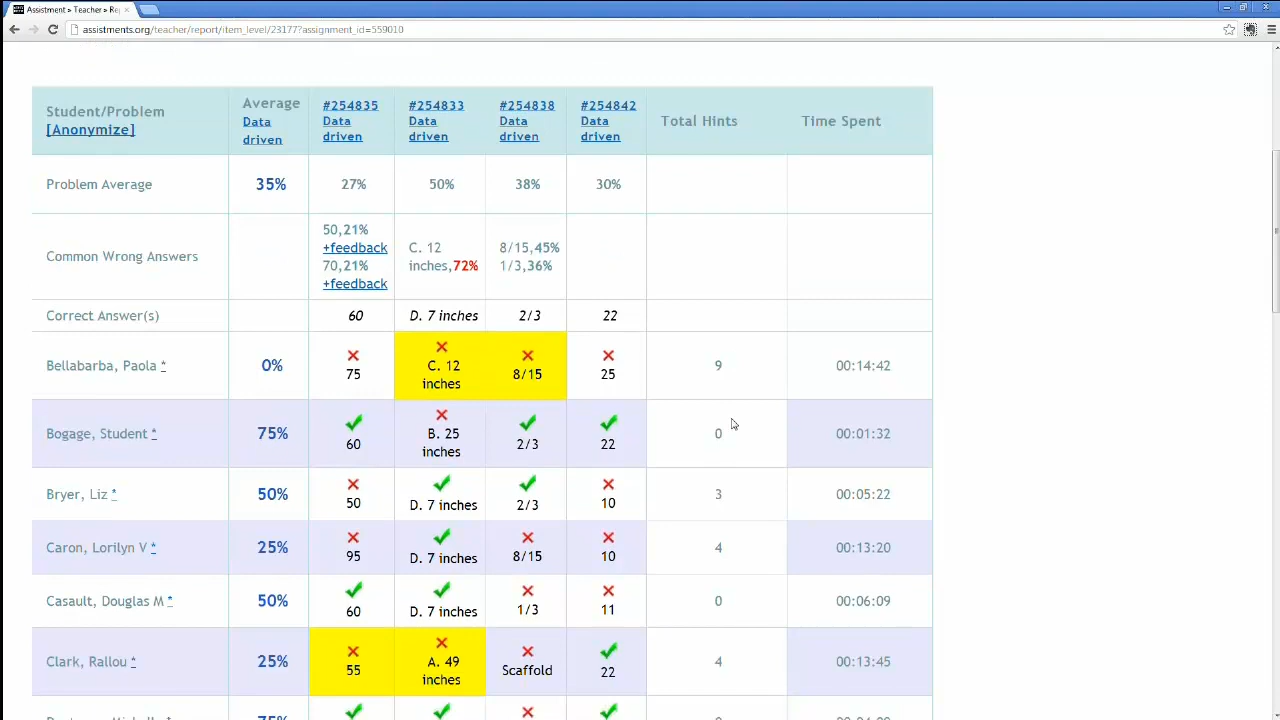 Assistment » Teacher » Rep
assistments.org/teacher/report/item_level/23177?assignment_id=559010
Student/Problem
[Anonymize]
Average
Data
driven
#254835
Data
driven
#254833
Data
driven
#254838
Data
driven
#254842
Data
driven
Total Hints
Time Spent
Problem Average 35% 27% 50% 38% 30%
Common Wrong Answers
50,21%
+feedback
70,21%
+feedback
C. 12
inches,72%
8/15,45%
1/3,36%
Correct Answer(s) 60 D. 7 inches 2/3 22
Bellabarba, Paola * 0% 75 C. 12 inches 8/15 25 9 00:14:42
Bogage, Student * 75% 60 B. 25 inches 2/3 22 0 00:01:32
Bryer, Liz * 50% 50 D. 7 inches 2/3 10 3 00:05:22
Caron, Lorilyn V * 25% 95 D. 7 inches 8/15 10 4 00:13:20
Casault, Douglas M * 50% 60 D. 7 inches 1/3 11 0 00:06:09
Clark, Rallou * 25% 55 A. 49 inches Scaffold 22 4 00:13:45
75%